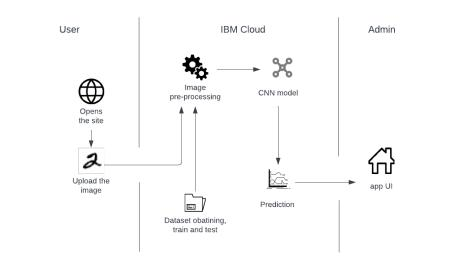 User
IBM Cloud
Admin
Image
pre-processing
CNN model
Opens
the site
Upload the
image
app UI
Prediction
Dataset obatining,
train and test